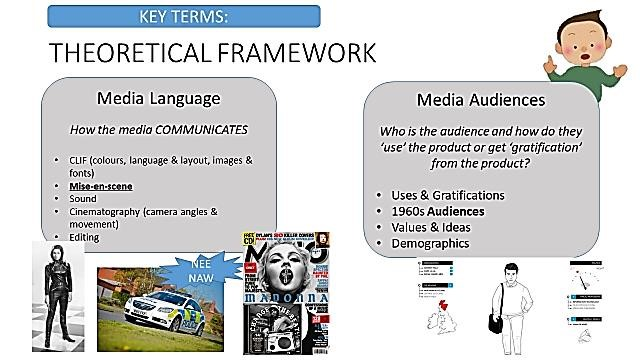 KEY TERMS:
THEORETICAL FRAMEWORK
Media Language
How the media COMMUNICATES
• CLIF (colours, language & layout, images &
fonts)
• Mise-en-scene
• Sound
• Cinematography (camera angles &
movement)
• Editing
Media Audiences
Who is the audience and how do they
'use' the product or get 'gratification'
from the product?
• Uses & Gratifications
• 1960s Audiences
• Values & Ideas
• Demographics
NEE
NAW
FREE
CD!
DYLAN'S
KILLER COVERS
MADONNA